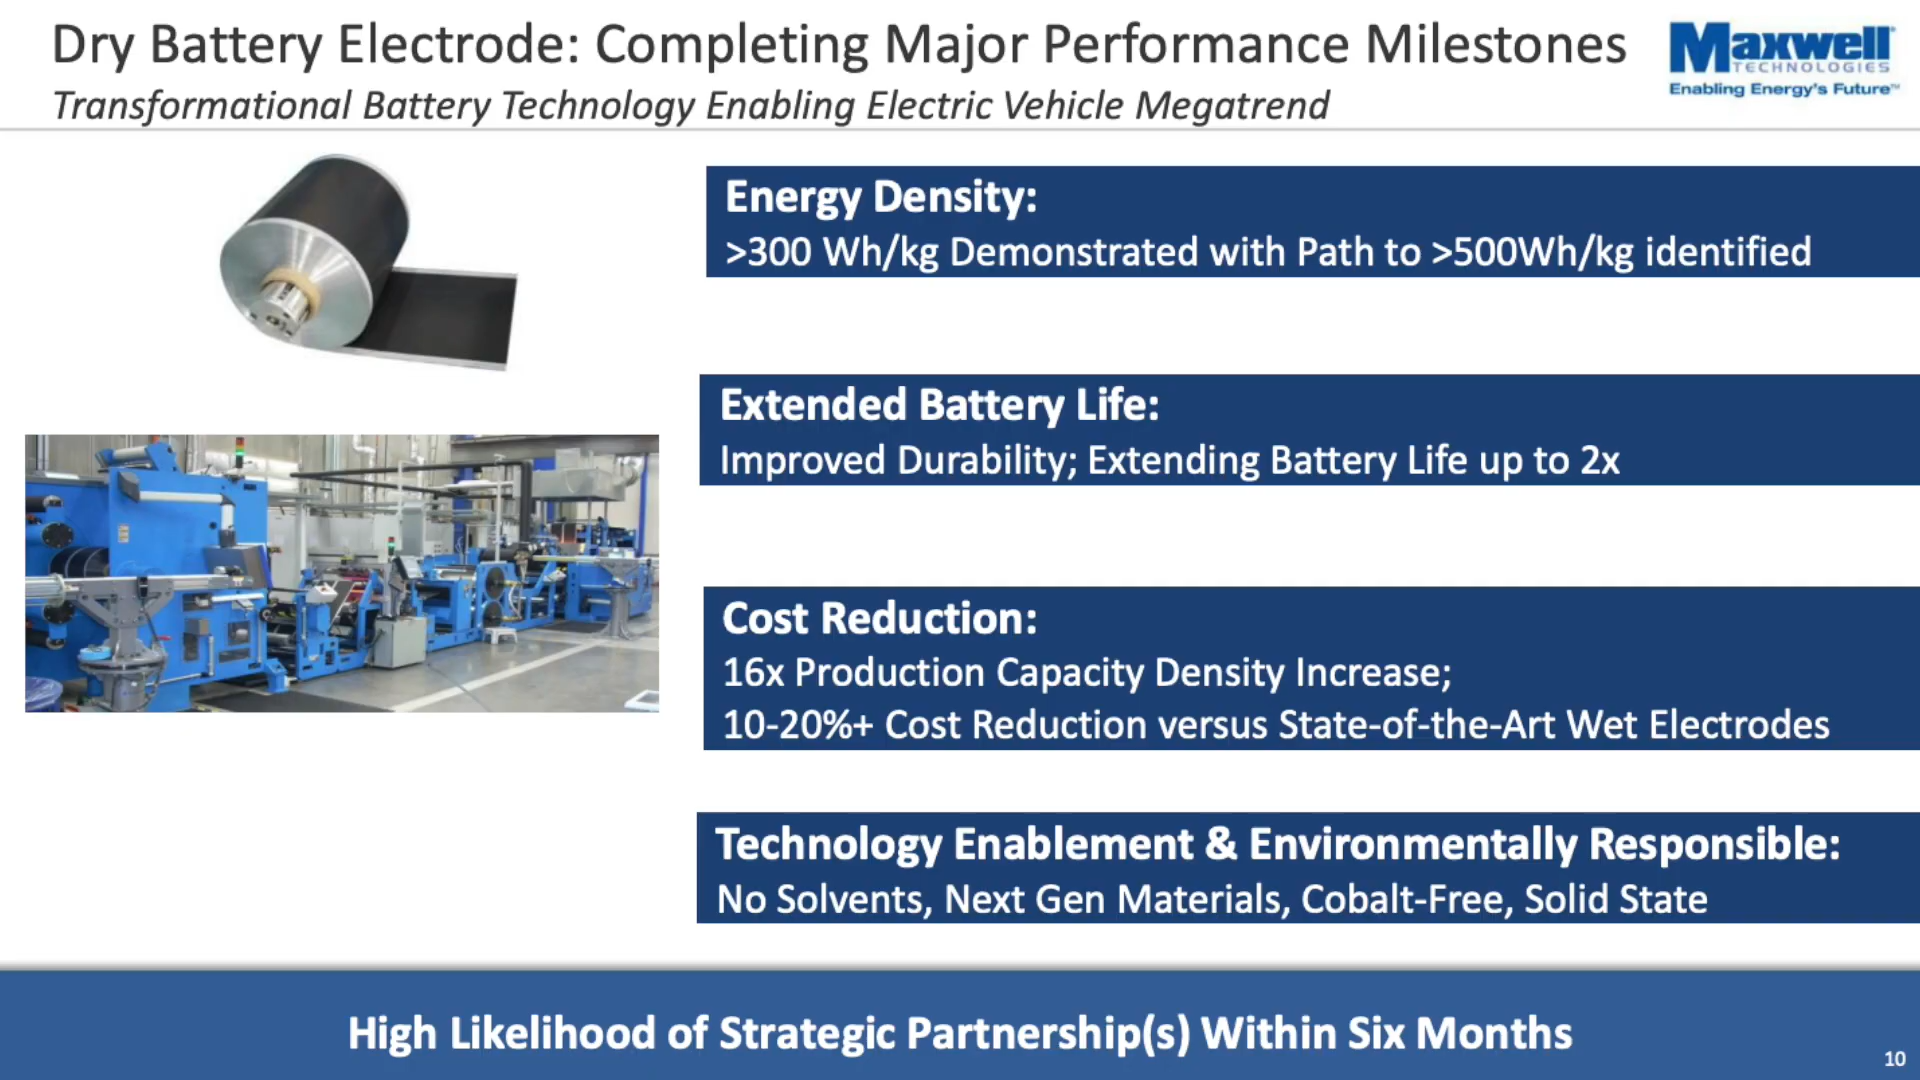 Dry Battery Electrode: Completing Major Performance Milestones
Transformational Battery Technology Enabling Electric Vehicle Megatrend
Maxwell
TECHNOLOGIES
Enabling Energy's Future™
Energy Density:
>300 Wh/kg Demonstrated with Path to >500Wh/kg identified
Extended Battery Life:
Improved Durability; Extending Battery Life up to 2x
Cost Reduction:
16x Production Capacity Density Increase;
10-20%+ Cost Reduction versus State-of-the-Art Wet Electrodes
Technology Enablement & Environmentally Responsible:
No Solvents, Next Gen Materials, Cobalt-Free, Solid State
High Likelihood of Strategic Partnership(s) Within Six Months
10